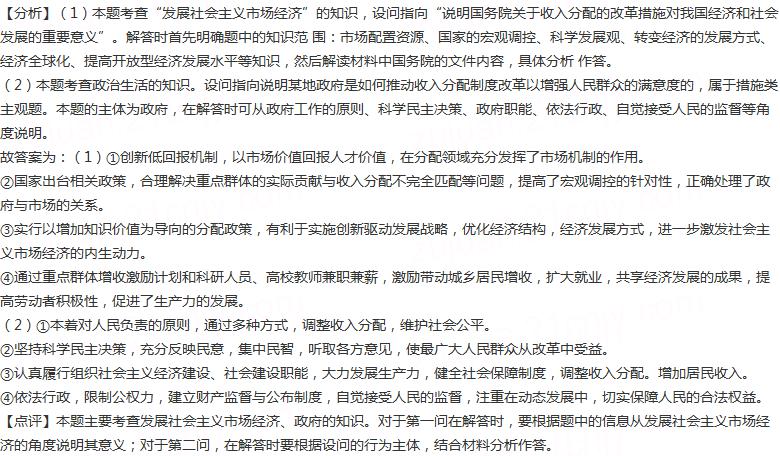 【分析】（1）本题考查“发展社会主义市场经济”的知识，设问指向“说明国务院关于收入分配的改革措施对我国经济和社会
发展的重要意义”。解答时首先明确题中的知识范 围：市场配置资源、国家的宏观调控、科学发展观、转变经济的发展方式、
经济全球化、提高开放型经济发展水平等知识，然后解读材料中国务院的文件内容，具体分析 作答。
（2）本题考查政治生活的知识。设问指向说明某地政府是如何推动收入分配制度改革以增强人民群众的满意度的，属于措施类
主观题。本题的主体为政府，在解答时可从政府工作的原则、科学民主决策、政府职能、依法行政、自觉接受人民的监督等角
度说明。
故答案为：（1）①创新低回报机制，以市场价值回报人才价值，在分配领域充分发挥了市场机制的作用。
②国家出台相关政策，合理解决重点群体的实际贡献与收入分配不完全匹配等问题，提高了宏观调控的针对性，正确处理了政
府与市场的关系。
③实行以增加知识价值为导向的分配政策，有利于实施创新驱动发展战略，优化经济结构，经济发展方式，进一步激发社会主
义市场经济的内生动力。
④通过重点群体增收激励计划和科研人员、高校教师兼职兼薪，激励带动城乡居民增收，扩大就业，共享经济发展的成果，提
高劳动者积极性，促进了生产力的发展。
（2）①本着对人民负责的原则，通过多种方式，调整收入分配，维护社会公平。
②坚持科学民主决策，充分反映民意，集中民智，听取各方意见，使最广大人民群众从改革中受益。
③认真履行组织社会主义经济建设、社会建设职能，大力发展生产力，健全社会保障制度，调整收入分配。增加居民收入。
④依法行政，限制公权力，建立财产监督与公布制度，自觉接受人民的监督，注重在动态发展中，切实保障人民的合法权益。
【点评】本题主要考查发展社会主义市场经济、政府的知识。对于第一问在解答时，要根据题中的信息从发展社会主义市场经
济的角度说明其意义；对于第二问，在解答时要根据设问的行为主体，结合材料分析作答。